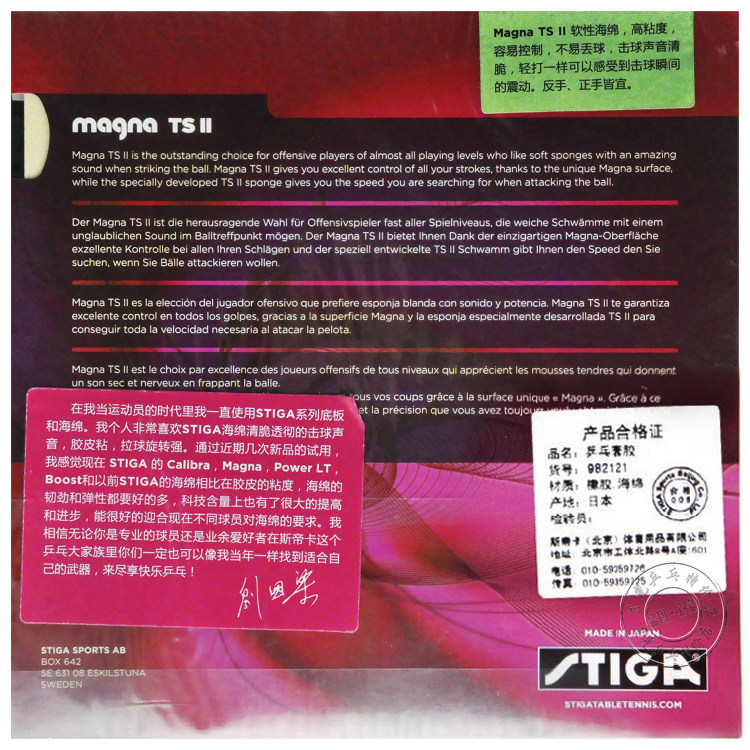 Magna TS II 软性海绵，高粘度，
容易控制，不易丢球，击球声音清
脆，轻打一样可以感受到击球瞬间
的震动。反手、正手皆宜。
magna TS II
Magna TS II is the outstanding choice for offensive players of almost all playing levels who like soft sponges with an amazing
sound when striking the ball. Magna TS II gives you excellent control of all your strokes, thanks to the unique Magna surface,
while the specially developed TS II sponge gives you the speed you are searching for when attacking the ball.
Der Magna TS II ist die herausragende Wahl für Offensivspieler fast aller Spielniveaus, die weiche Schwämme mit einem
unglaublichen Sound im Balltreffpunkt mögen. Der Magna TS II bietet Ihnen Dank der einzigartigen Magna-Oberfläche
exzellente Kontrolle bei allen Ihren Schlägen und der speziell entwickelte TS II Schwamm gibt Ihnen den Speed den Sie
suchen, wenn Sie Bälle attackieren wollen.
Magna TS II es la elección del jugador ofensivo que prefiere esponja blanda con sonido y potencia. Magna TS II te garantiza
excelente control en todos los golpes, gracias a la superficie Magna y la esponja especialmente desarrollada TS II para
conseguir toda la velocidad necesaria al atacar la pelota.
Magna TS II est le choix par excellence des joueurs offensifs de tous niveaux qui apprécient les mousses tendres qui donnent
un son sec et nerveux en frappant la balle.
tous vos coups grâce à la surface unique « Magna ». Grâce à ce
et la précision que vous avez toujours
在我当运动员的时代里我一直使用STIGA系列底板
和海绵。我个人非常喜欢STIGA海绵清脆透彻的击球声
音，胶皮粘，拉球旋转强。通过近期几次新品的试用，
我感觉现在 STIGA 的 Calibra，Magna，Power LT，
Boost和以前STIGA的海绵相比在胶皮的粘度，海绵的
韧劲和弹性都要好的多，科技含量上也有了很大的提高
和进步，能很好的迎合现在不同球员对海绵的要求。我
相信无论你是专业的球员还是业余爱好者在斯帝卡这个
乒乓大家族里你们一定也可以像我当年一样找到适合自
己的武器，来尽享快乐乒乓！
产品合格证
品名：乒乓套胶
货号：982121
材质：橡胶.海绵
产地：日本
检转员：
合格
斯帝卡（北京）体育用品有限公司
地址：北京市工体北路8号A座1601
电话：010-59359126
传真：010-59359125
STIGA SPORTS AB
BOX 642
SE 631 08 ESKILSTUNA
SWEDEN
MADE IN JAPAN
STIGA
STIGATABLETENNIS.COM